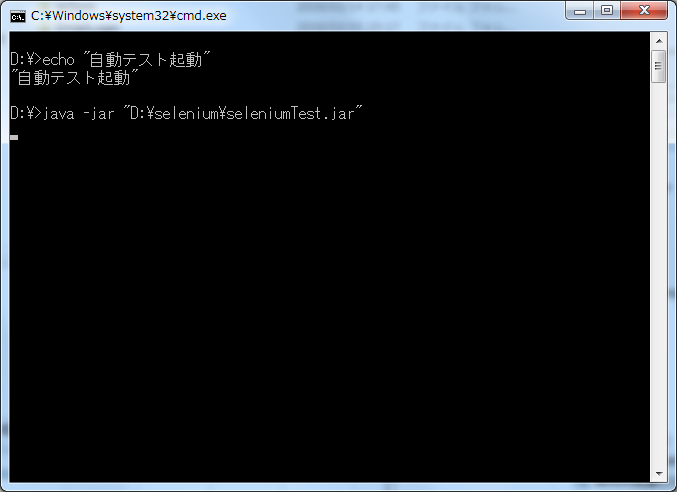 C:¥Windows¥system32¥cmd.exe
D:¥>echo "自動テスト起動"
"自動テスト起動"
D:¥>java -jar "D:¥selenium¥seleniumTest.jar"